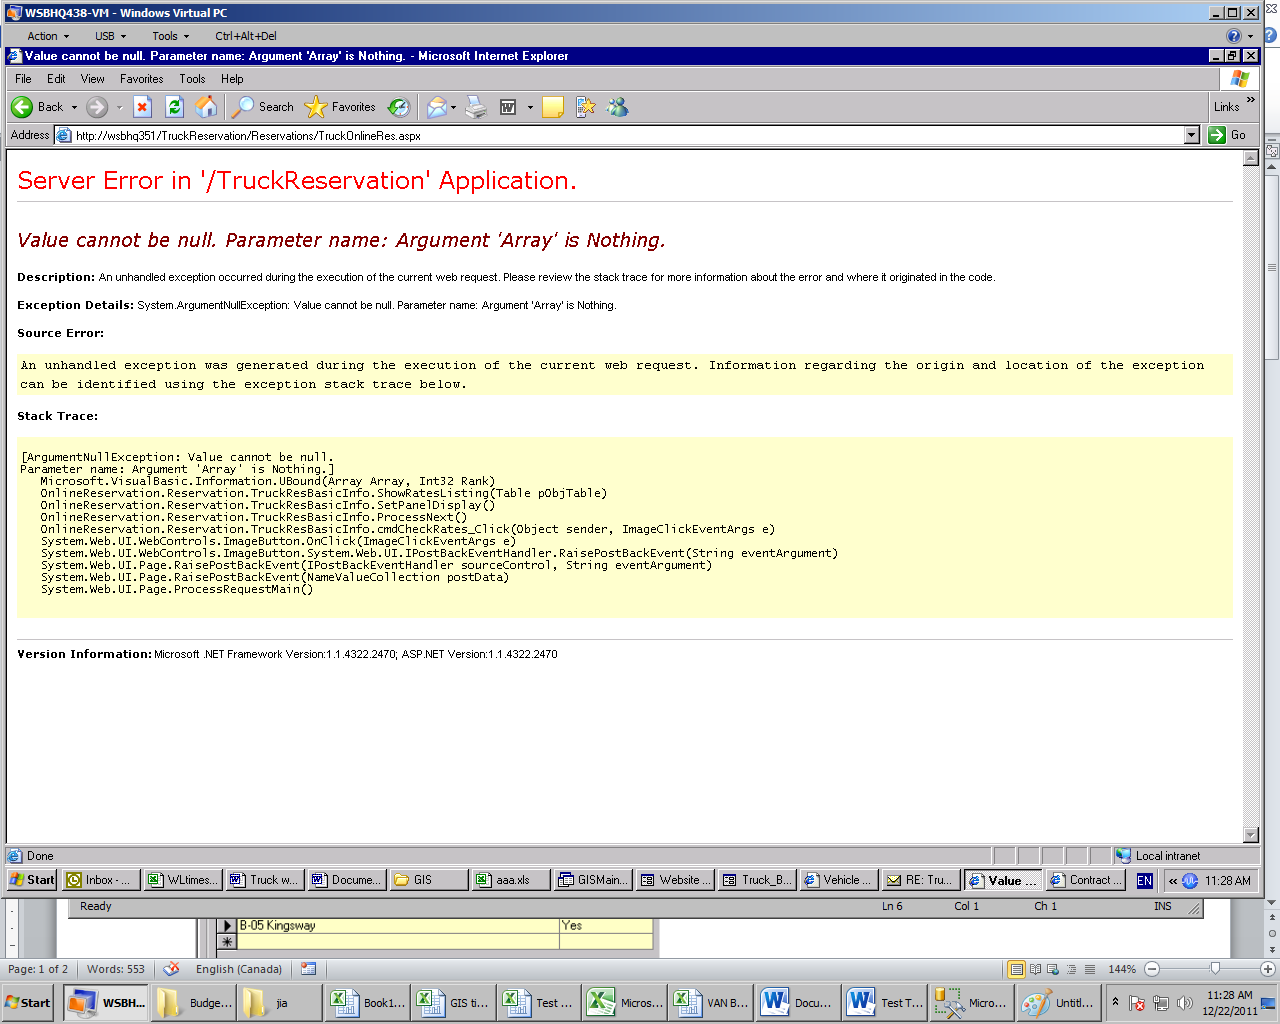 WSBHQ438-VM - Windows Virtual PC
Action USB Tools Ctrl+Alt+Del
Value cannot be null. Parameter name: Argument 'Array' is Nothing. - Microsoft Internet Explorer
File Edit View Favorites Tools Help
Back Search Favorites Links »
Address http://wsbhq351/TruckReservation/Reservations/TruckOnlineRes.aspx Go
Server Error in '/TruckReservation' Application.
Value cannot be null. Parameter name: Argument 'Array' is Nothing.
Description: An unhandled exception occurred during the execution of the current web request. Please review the stack trace for more information about the error and where it originated in the code.
Exception Details: System.ArgumentNullException: Value cannot be null. Parameter name: Argument 'Array' is Nothing.
Source Error:
An unhandled exception was generated during the execution of the current web request. Information regarding the origin and location of the exception
can be identified using the exception stack trace below.
Stack Trace:
[ArgumentNullException: Value cannot be null.
Parameter name: Argument 'Array' is Nothing.]
Microsoft.VisualBasic.Information.UBound(Array Array, Int32 Rank)
OnlineReservation.Reservation.TruckResBasicInfo.ShowRatesListing(Table pObjTable)
OnlineReservation.Reservation.TruckResBasicInfo.SetPanelDisplay()
OnlineReservation.Reservation.TruckResBasicInfo.ProcessNext()
OnlineReservation.Reservation.TruckResBasicInfo.cmdCheckRates_Click(Object sender, ImageClickEventArgs e)
System.Web.UI.WebControls.ImageButton.OnClick(ImageClickEventArgs e)
System.Web.UI.WebControls.ImageButton.System.Web.UI.IPostBackEventHandler.RaisePostBackEvent(String eventArgument)
System.Web.UI.Page.RaisePostBackEvent(IPostBackEventHandler sourceControl, String eventArgument)
System.Web.UI.Page.RaisePostBackEvent(NameValueCollection postData)
System.Web.UI.Page.ProcessRequestMain()
Version Information: Microsoft .NET Framework Version:1.1.4322.2470; ASP.NET Version:1.1.4322.2470
Done Local intranet
Start Inbox - ... WLtimes... Truck w... Docume... GIS aaa.xls GISMain... Website ... Truck_B... Vehicle ... RE: Tru... Value ... Contract ... EN « 11:28 AM
Ready Ln 6 Col 1 Ch 1 INS
B-05 Kingsway Yes
Page: 1 of 2 Words: 553 English (Canada) 144%
Start WSBH... Budge... jia Book1... GIS ti... Test ... Micros... VAN B... Docu... Test T... Micro... Untitl... 11:28 AM
12/22/2011